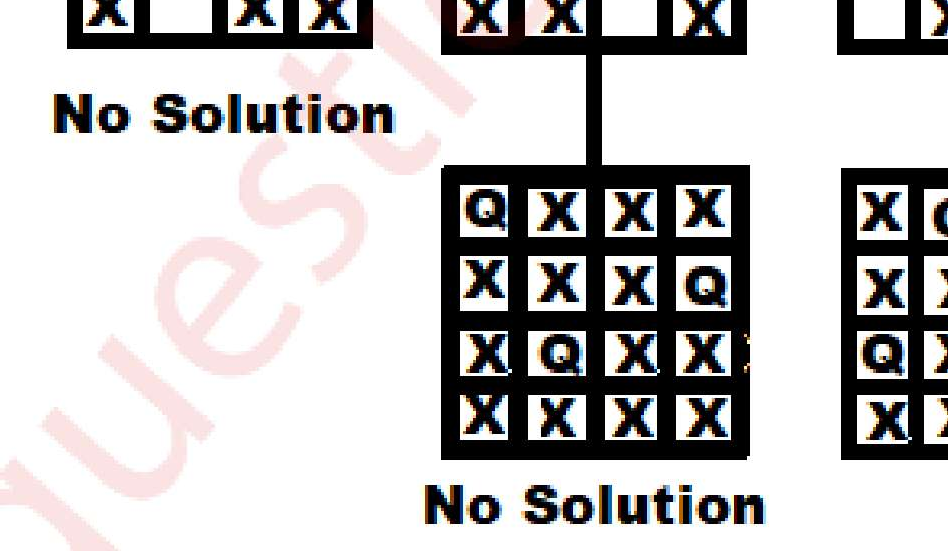 X X X
X X X
No Solution
Q X X X
X X X Q
X Q X X
X X X X
No Solution
X
X
Q
X